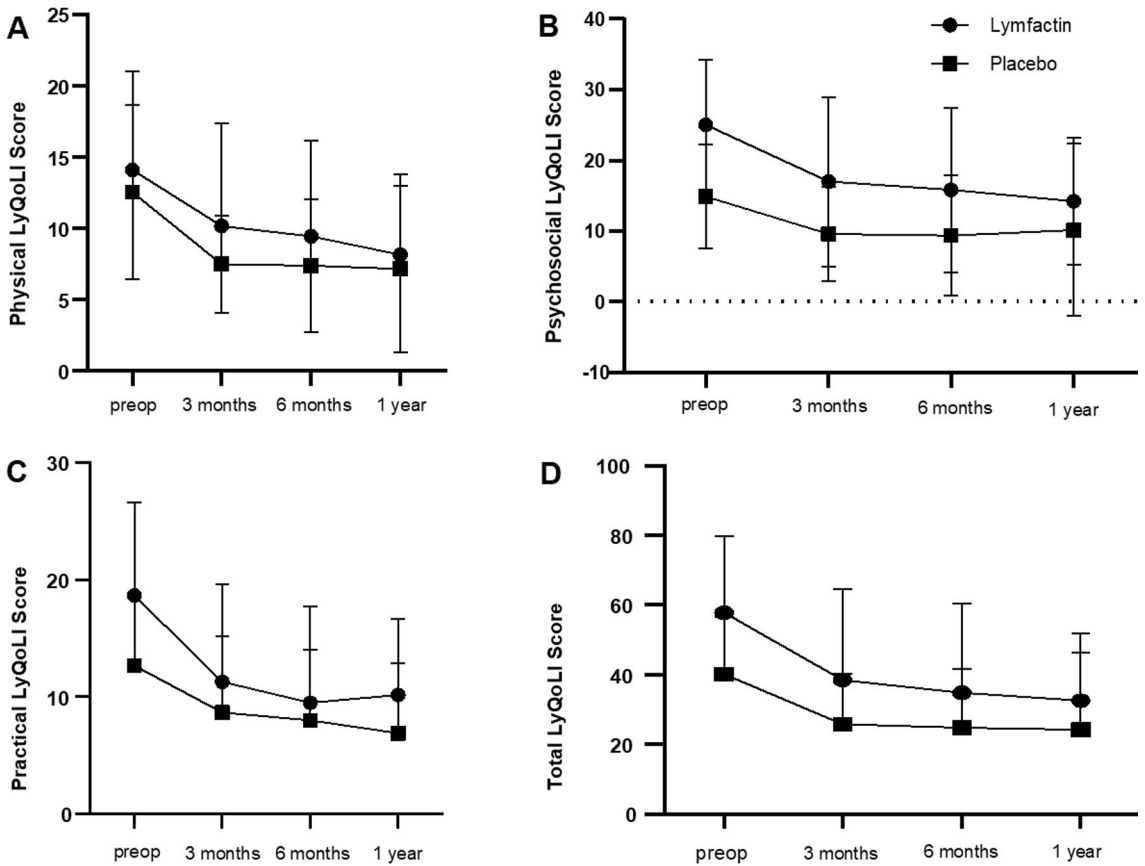 A
Physical LyQoLI Score
25
20
15
10
5
0
preop 3 months 6 months 1 year
B
Psychosocial LyQoLI Score
40
30
20
10
0
-10
Lymfactin
Placebo
preop 3 months 6 months 1 year
C
Practical LyQoLI Score
30
20
10
0
preop 3 months 6 months 1 year
D
Total LyQoLI Score
100
80
60
40
20
0
preop 3 months 6 months 1 year